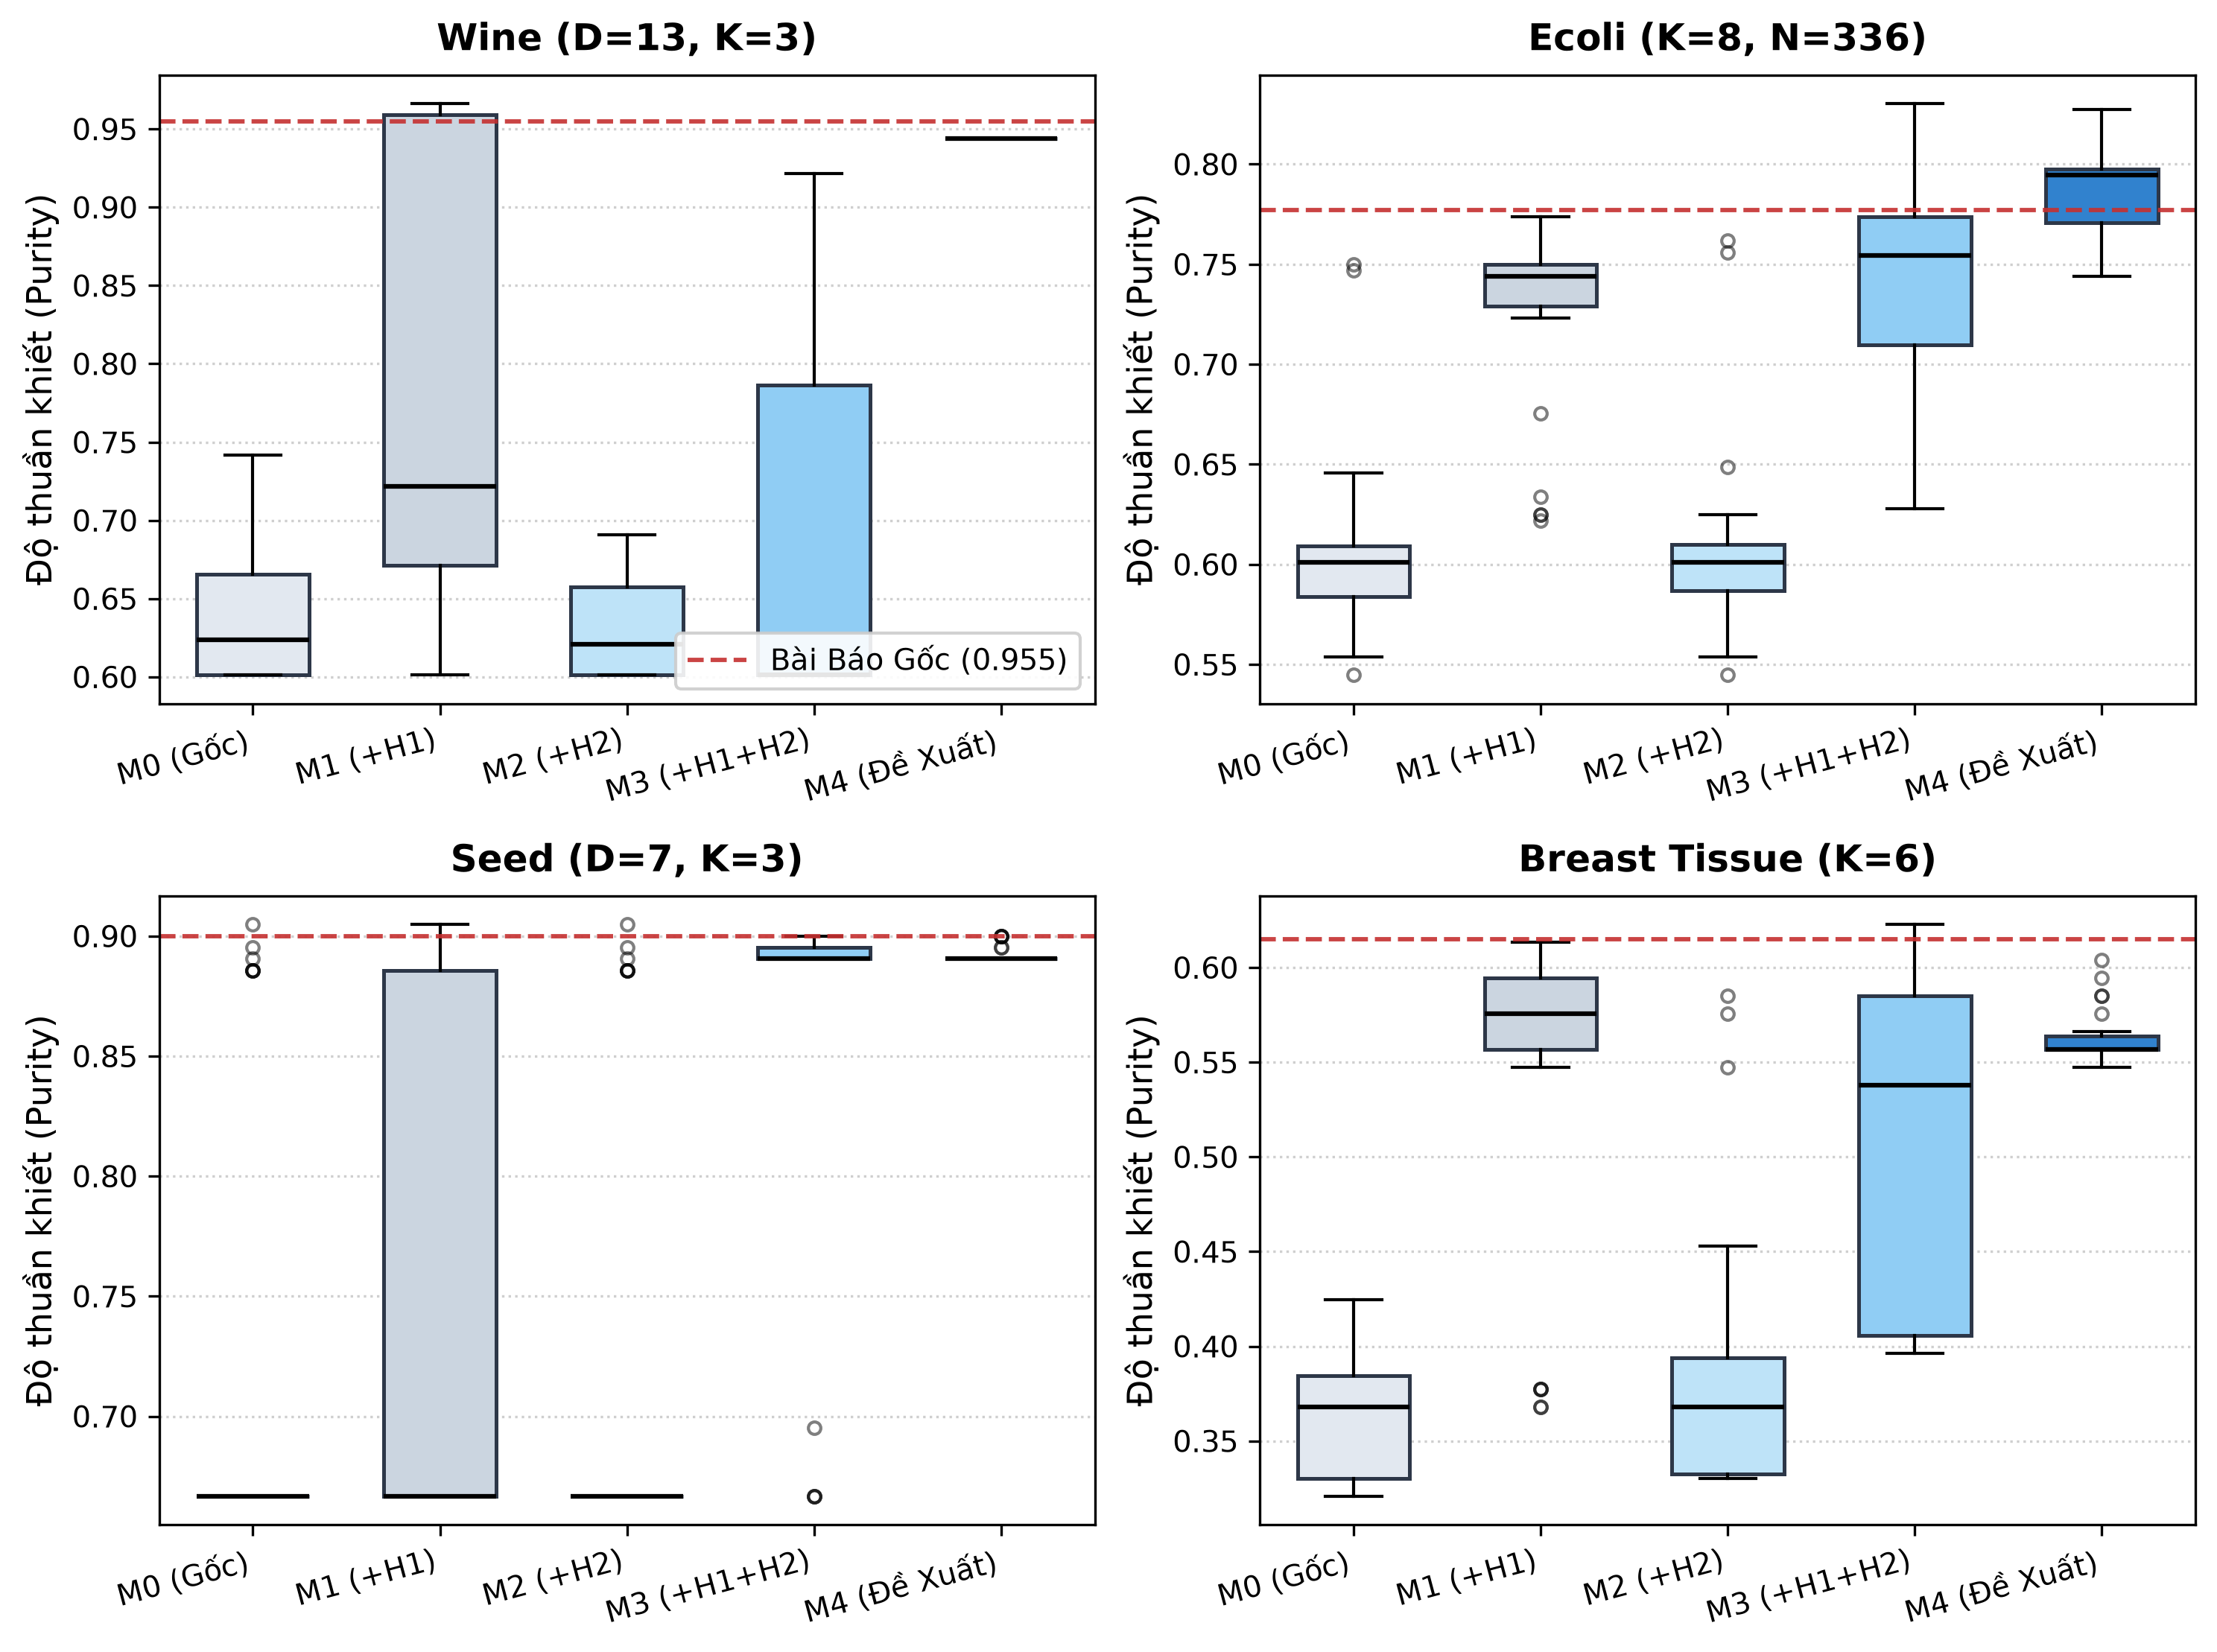 Wine (D=13, K=3)
Độ thuần khiết (Purity)
0.95
0.90
0.85
0.80
0.75
0.70
0.65
0.60
Bài Báo Gốc (0.955)
M0 (Gốc)
M1 (+H1)
M2 (+H2)
M3 (+H1+H2)
M4 (Đề Xuất)
Ecoli (K=8, N=336)
Độ thuần khiết (Purity)
0.80
0.75
0.70
0.65
0.60
0.55
M0 (Gốc)
M1 (+H1)
M2 (+H2)
M3 (+H1+H2)
M4 (Đề Xuất)
Seed (D=7, K=3)
Độ thuần khiết (Purity)
0.90
0.85
0.80
0.75
0.70
M0 (Gốc)
M1 (+H1)
M2 (+H2)
M3 (+H1+H2)
M4 (Đề Xuất)
Breast Tissue (K=6)
Độ thuần khiết (Purity)
0.60
0.55
0.50
0.45
0.40
0.35
M0 (Gốc)
M1 (+H1)
M2 (+H2)
M3 (+H1+H2)
M4 (Đề Xuất)